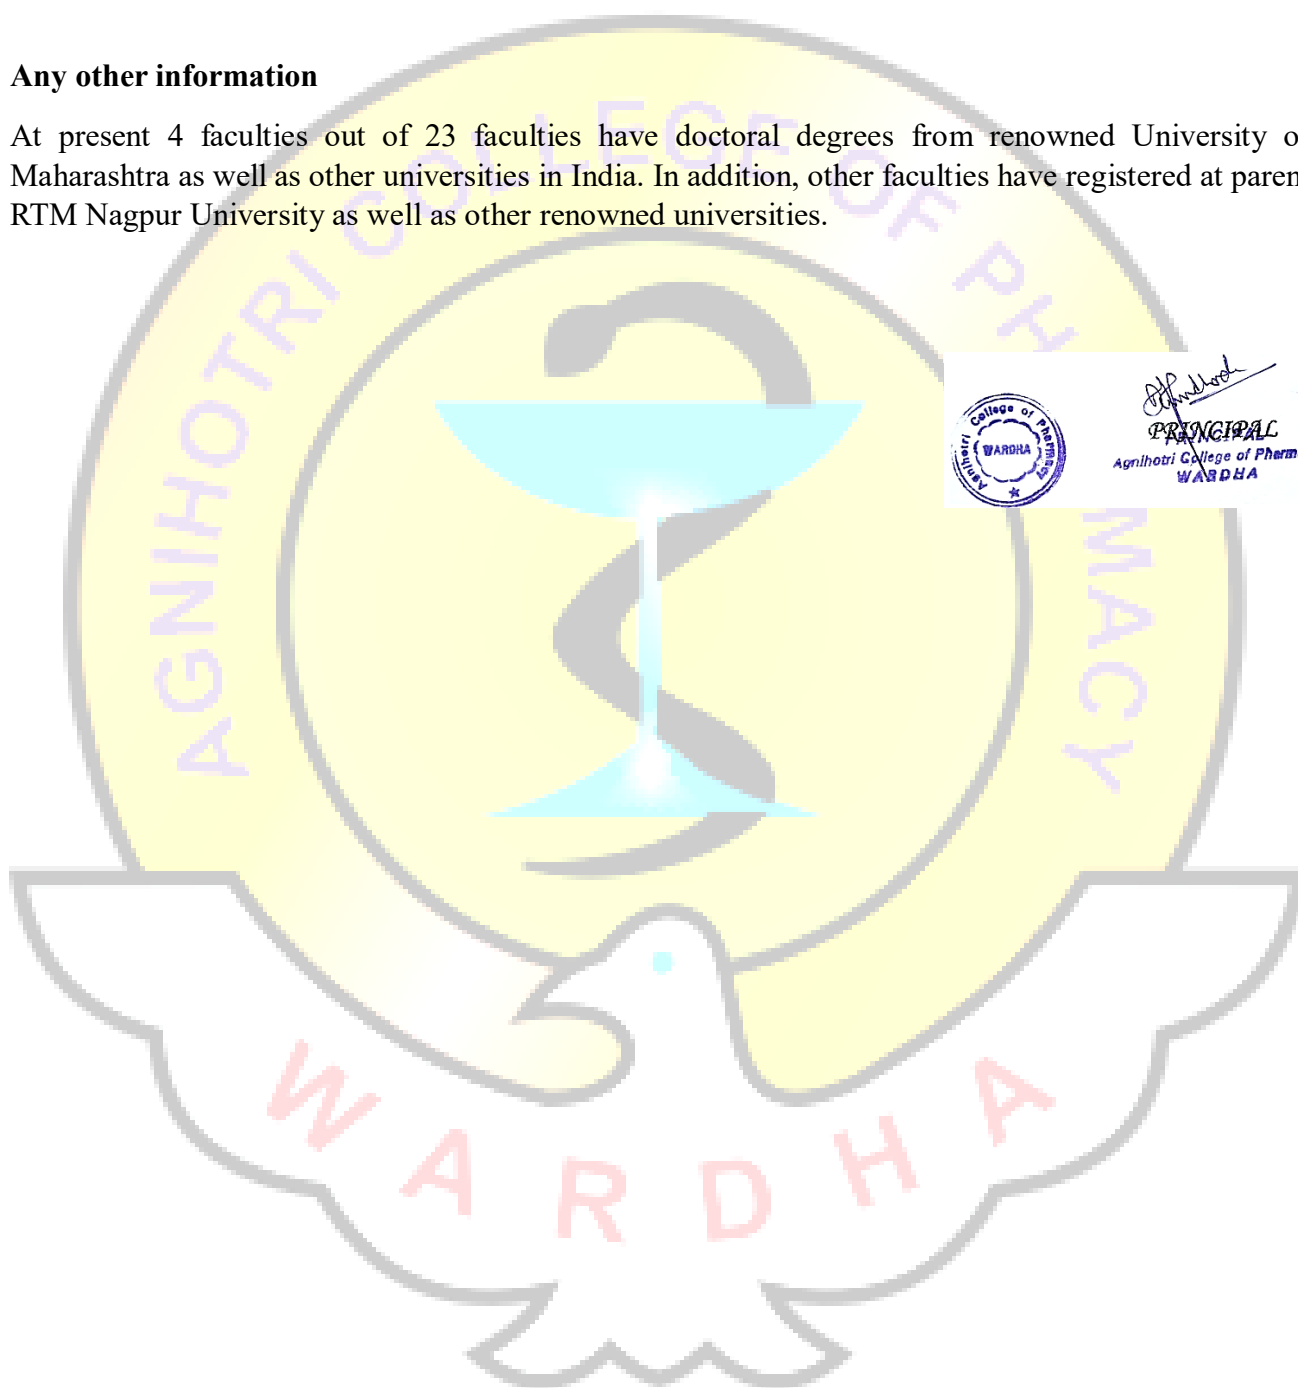 Any other information
At present 4 faculties out of 23 faculties have doctoral degrees from renowned University o
Maharashtra as well as other universities in India. In addition, other faculties have registered at paren
RTM Nagpur University as well as other renowned universities.
AGNIHOTRI COLLEGE OF PH MACY
Agnihotri College of Pharmacy
WARDHA
PRINCIPAL
PRINCIPAL
Agnihotri College of Pharm
WARDHA
WARDHA